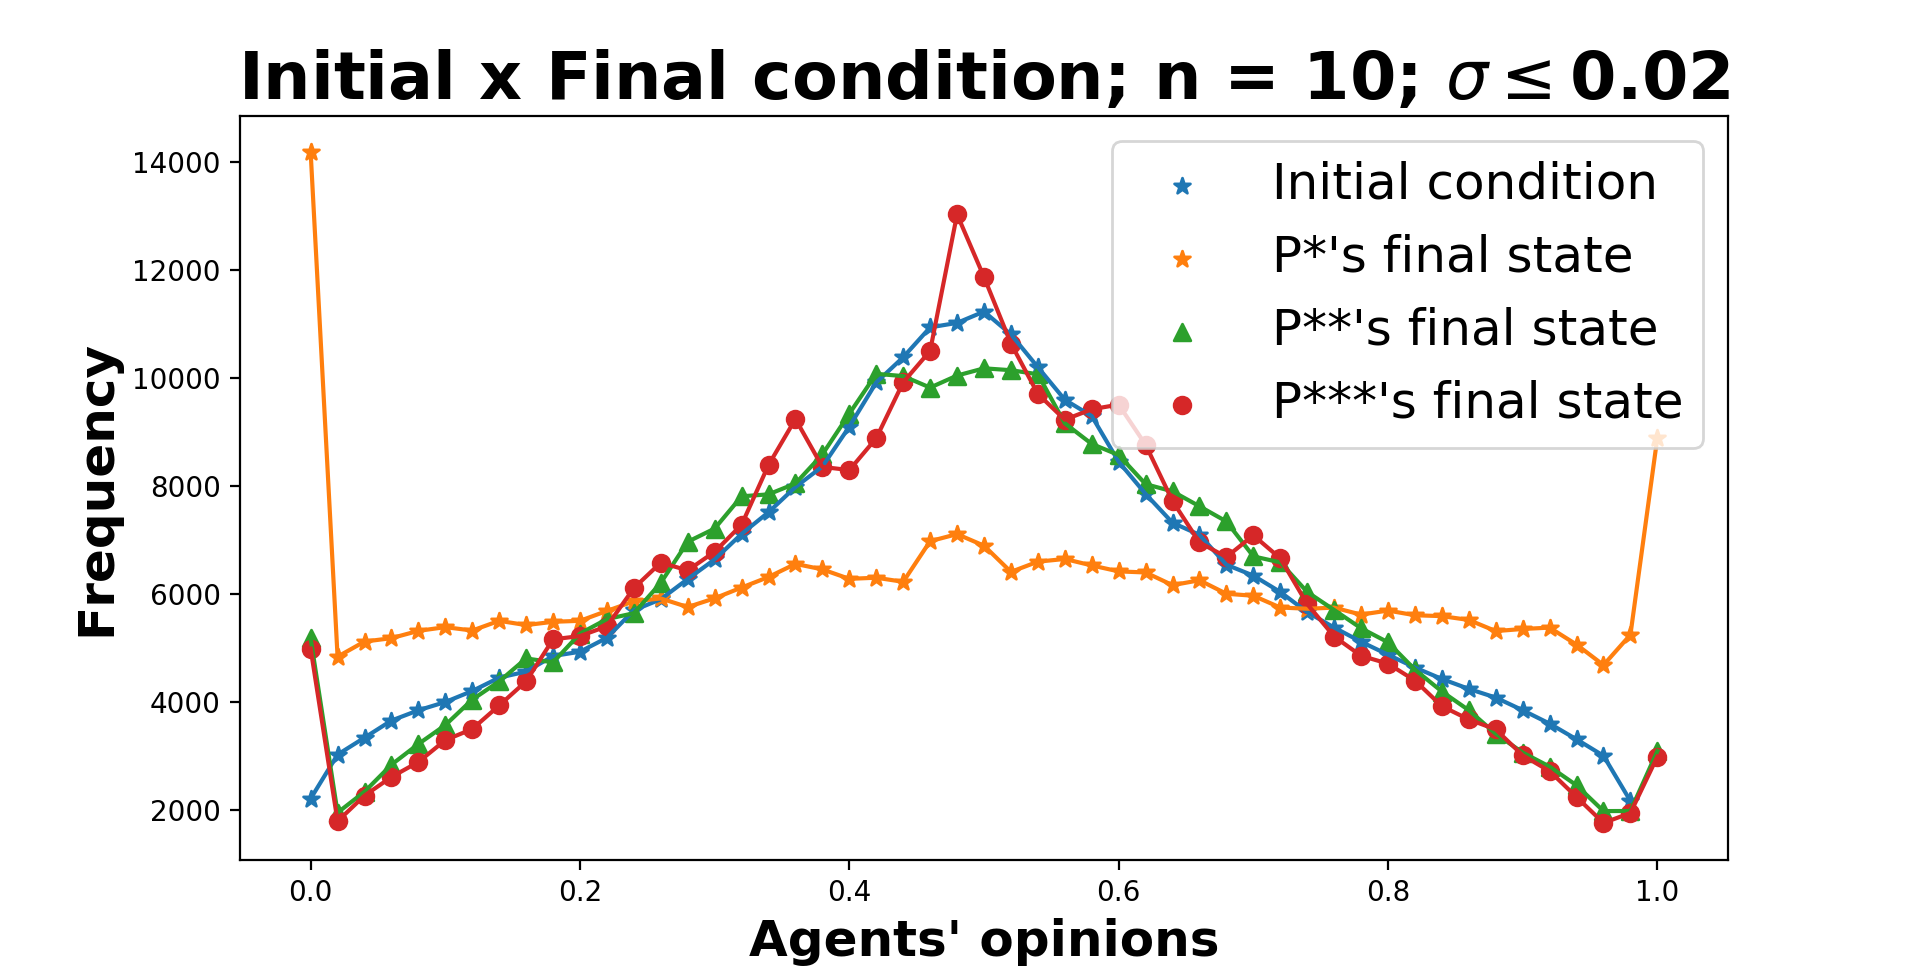 Initial x Final condition; n = 10; σ ≤ 0.02
14000
12000
10000
8000
6000
4000
2000
Frequency
Initial condition
P*'s final state
P**'s final state
P***'s final state
0.0 0.2 0.4 0.6 0.8 1.0
Agents' opinions